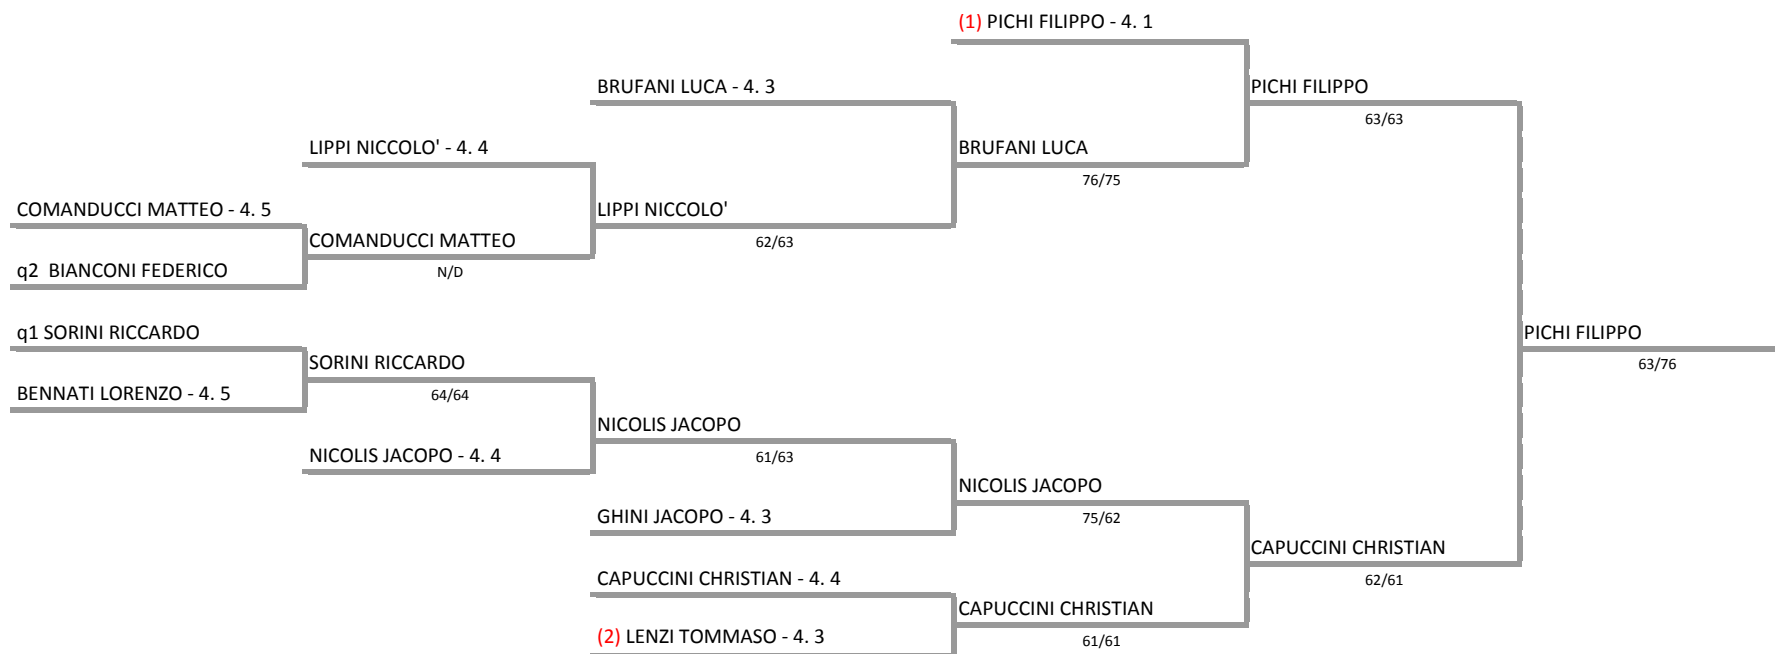 (1) PICHI FILIPPO - 4. 1
BRUFANI LUCA - 4. 3
PICHI FILIPPO
63/63
LIPPI NICCOLO' - 4. 4
BRUFANI LUCA
76/75
COMANDUCCI MATTEO - 4. 5
LIPPI NICCOLO'
62/63
COMANDUCCI MATTEO
N/D
q2 BIANCONI FEDERICO
q1 SORINI RICCARDO
PICHI FILIPPO
63/76
SORINI RICCARDO
64/64
BENNATI LORENZO - 4. 5
NICOLIS JACOPO
61/63
NICOLIS JACOPO - 4. 4
NICOLIS JACOPO
75/62
GHINI JACOPO - 4. 3
CAPUCCINI CHRISTIAN
62/61
CAPUCCINI CHRISTIAN - 4. 4
CAPUCCINI CHRISTIAN
61/61
(2) LENZI TOMMASO - 4. 3